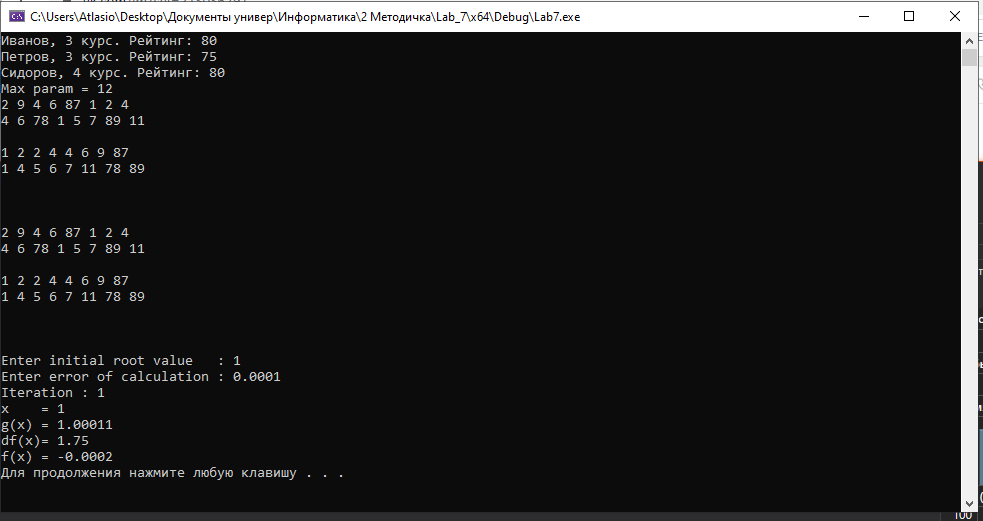 C:\Users\Atlasio\Desktop\Документы универ\Информатика\2 Методичка\Lab_7\x64\Debug\Lab7.exe
Иванов, 3 курс. Рейтинг: 80
Петров, 3 курс. Рейтинг: 75
Сидоров, 4 курс. Рейтинг: 80
Max param = 12
2 9 4 6 87 1 2 4
4 6 78 1 5 7 89 11
1 2 2 4 4 6 9 87
1 4 5 6 7 11 78 89
2 9 4 6 87 1 2 4
4 6 78 1 5 7 89 11
1 2 2 4 4 6 9 87
1 4 5 6 7 11 78 89
Enter initial root value   : 1
Enter error of calculation : 0.0001
Iteration : 1
x    = 1
g(x) = 1.00011
df(x)= 1.75
f(x) = -0.0002
Для продолжения нажмите любую клавишу . . .
100